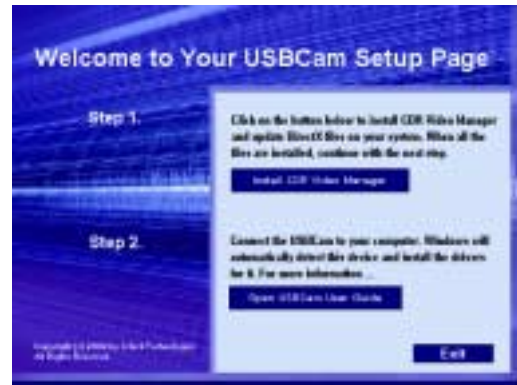 Welcome to Your USBCam Setup Page
Step 1.
Click on the button below to install CDR Video Manager
and update DirectX files on your system. When all the
files are installed, continue with the next step.
Install CDR Video Manager
Step 2.
Connect the USBCam to your computer. Windows will
automatically detect this device and install the drivers
for it. For more information ...
Open USBCam User Guide
All Rights Reserved.
Exit